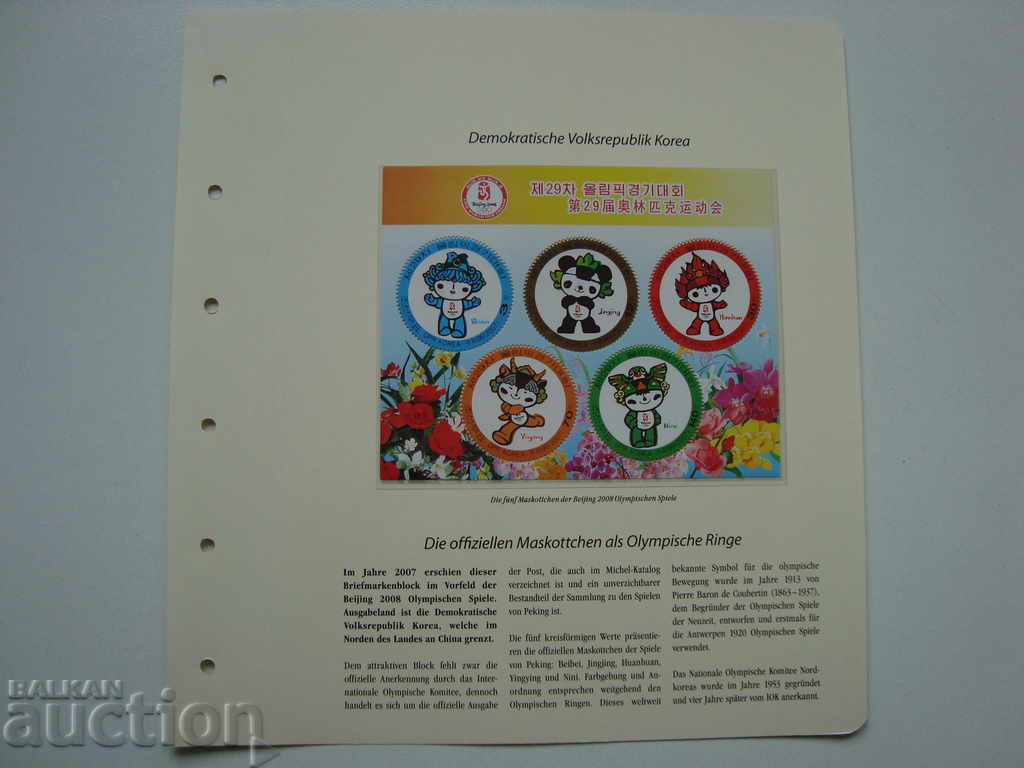 Demokratische Volksrepublik Korea
제29차 올림픽경기대회
第29届奥林匹克运动会
Beijing 2008
Beibei
Jingjing
Huanhuan
Yingying
70
Nini
Die fünf Maskottchen der Beijing 2008 Olympischen Spiele
Die offiziellen Maskottchen als Olympische Ringe
Im Jahre 2007 erschien dieser
Briefmarkenblock im Vorfeld der
Beijing 2008 Olympischen Spiele.
Ausgabeland ist die Demokratische
Volksrepublik Korea, welche im
Norden des Landes an China grenzt.
Dem attraktiven Block fehlt zwar die
offizielle Anerkennung durch das Inter-
nationale Olympische Komitee, dennoch
handelt es sich um die offizielle Ausgabe
der Post, die auch im Michel-Katalog
verzeichnet ist und ein unverzichtbarer
Bestandteil der Sammlung zu den Spielen
von Peking ist.
Die fünf kreisförmigen Werte präsentie-
ren die offiziellen Maskottchen der Spiele
von Peking: Beibei, Jingjing, Huanhuan,
Yingying und Nini. Farbgebung und An-
ordnung entsprechen weitgehend den
Olympischen Ringen. Dieses weltweit
bekannte Symbol für die olympische
Bewegung wurde im Jahre 1913 von
Pierre Baron de Coubertin (1863–1937),
dem Begründer der Olympischen Spiele
der Neuzeit, entworfen und erstmals für
die Antwerpen 1920 Olympischen Spiele
verwendet.
Das Nationale Olympische Komitee Nord-
koreas wurde im Jahre 1953 gegründet
und vier Jahre später vom IOK anerkannt.
BALKAN
auction